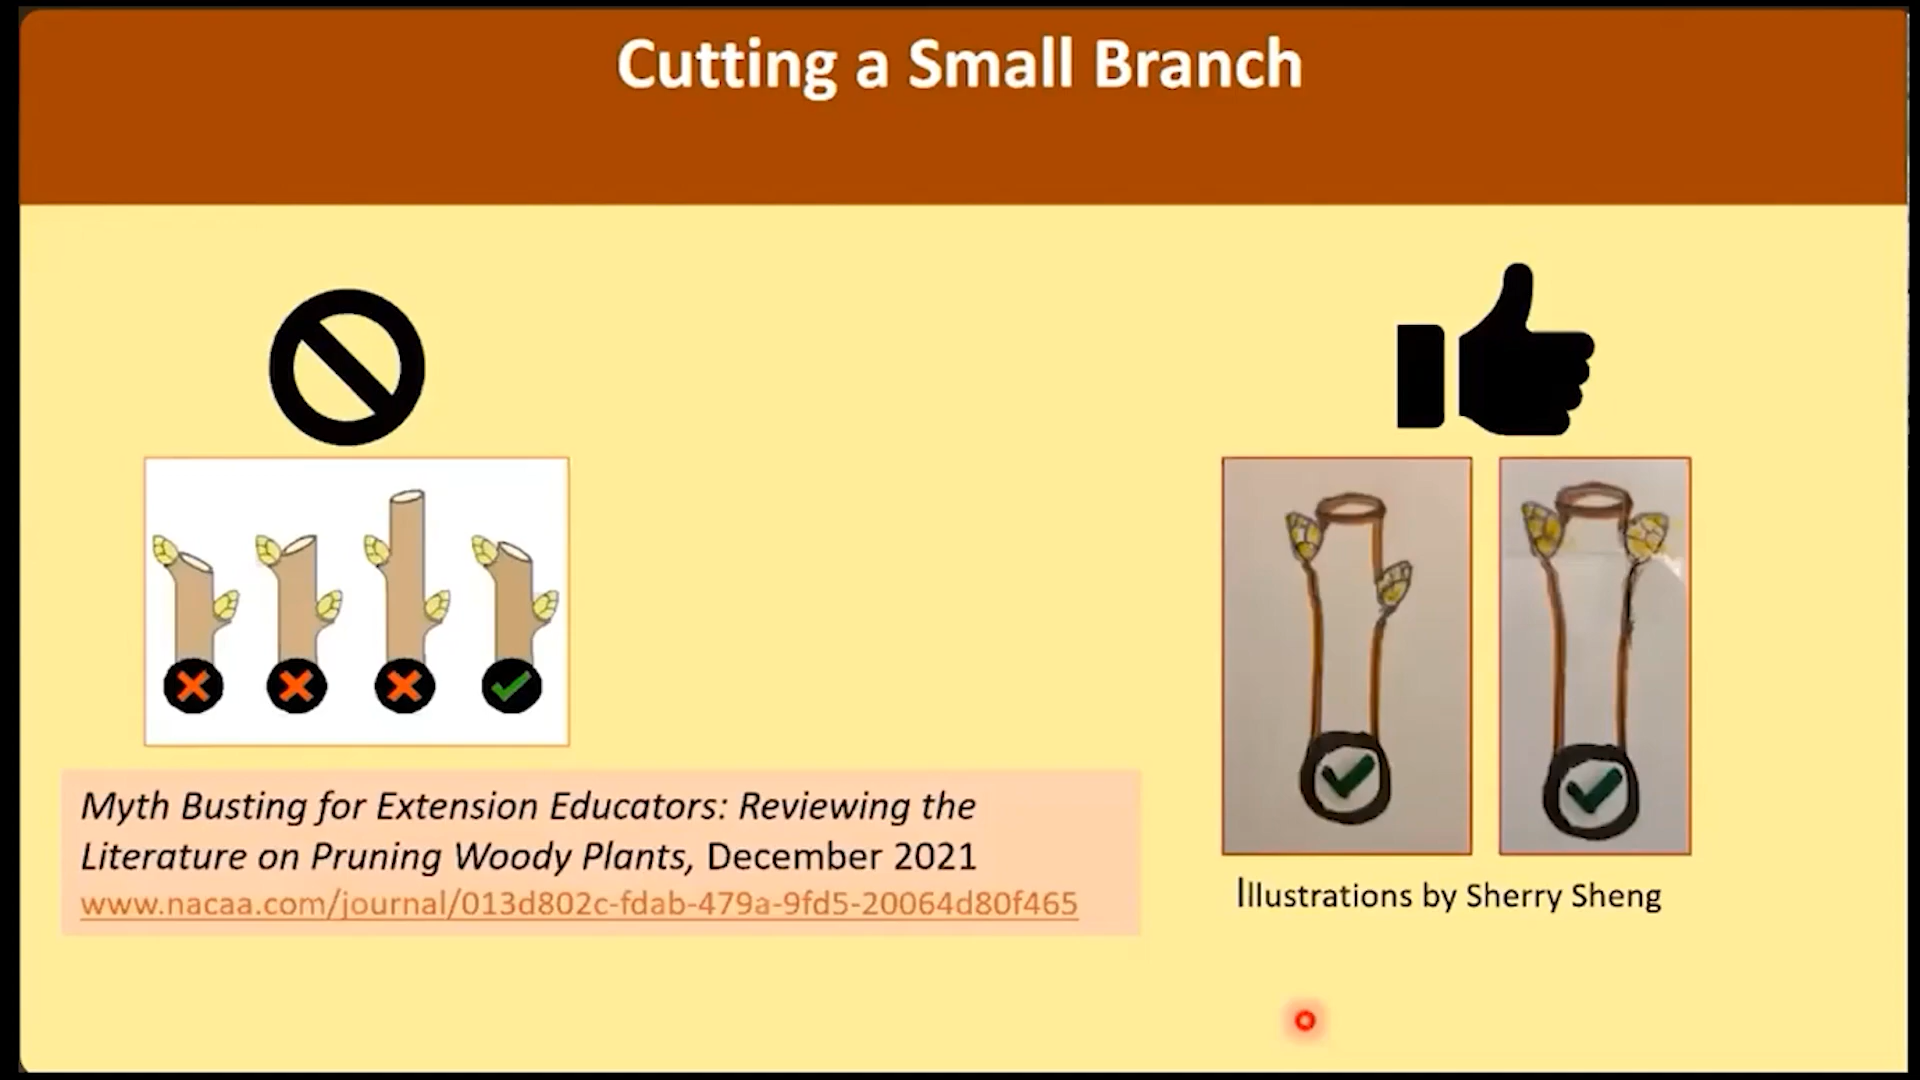 Cutting a Small Branch
Myth Busting for Extension Educators: Reviewing the
Literature on Pruning Woody Plants, December 2021
www.nacaa.com/journal/013d802c-fdab-479a-9fd5-20064d80f465
Illustrations by Sherry Sheng